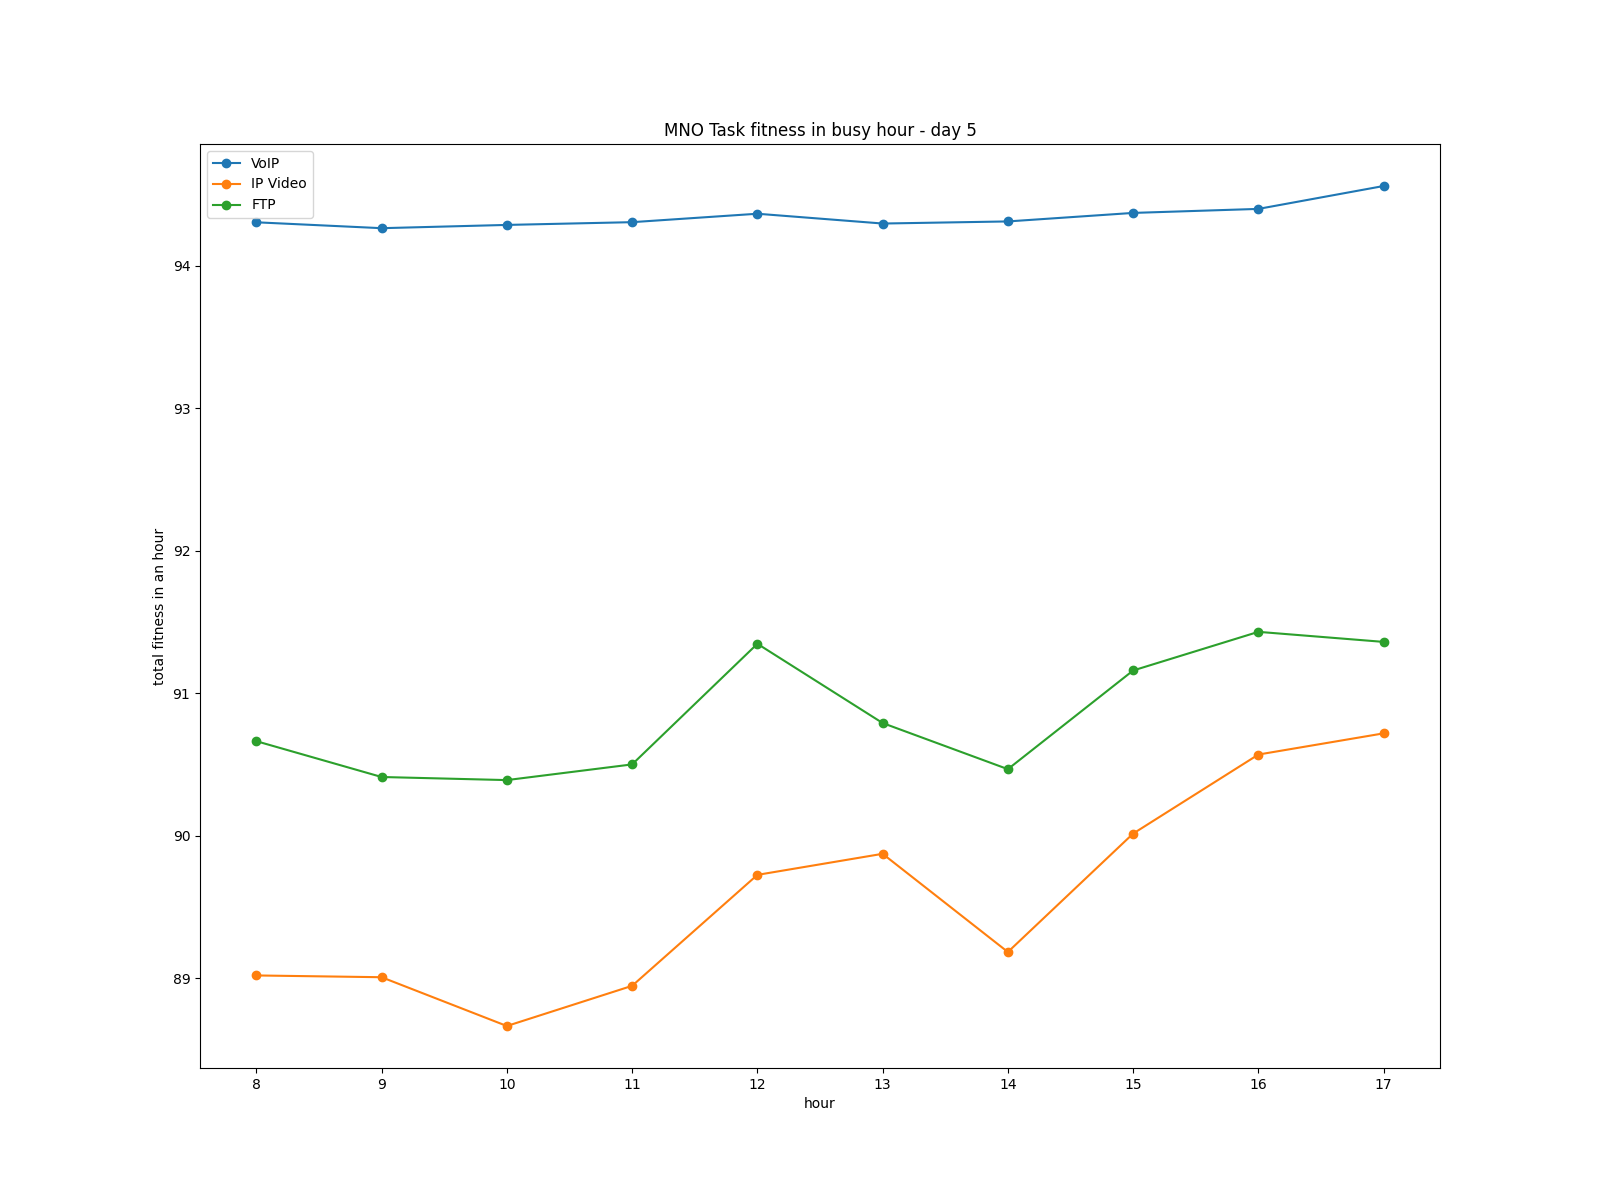 MNO Task fitness in busy hour - day 5
VoIP
IP Video
FTP
94
93
92
91
90
89
total fitness in an hour
8 9 10 11 12 13 14 15 16 17
hour